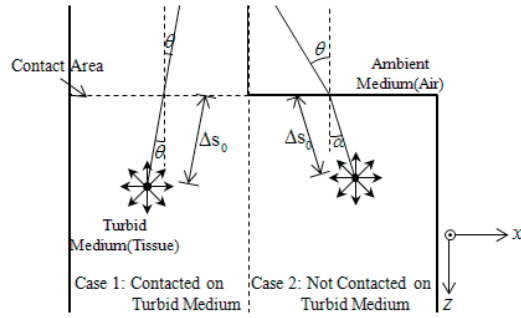 θ
θ
Contact Area
Ambient
Medium(Air)
θ
Δs₀
Δs₀
α
Turbid
Medium(Tissue)
x
Case 1: Contacted on
Turbid Medium
Case 2: Not Contacted on
Turbid Medium
z